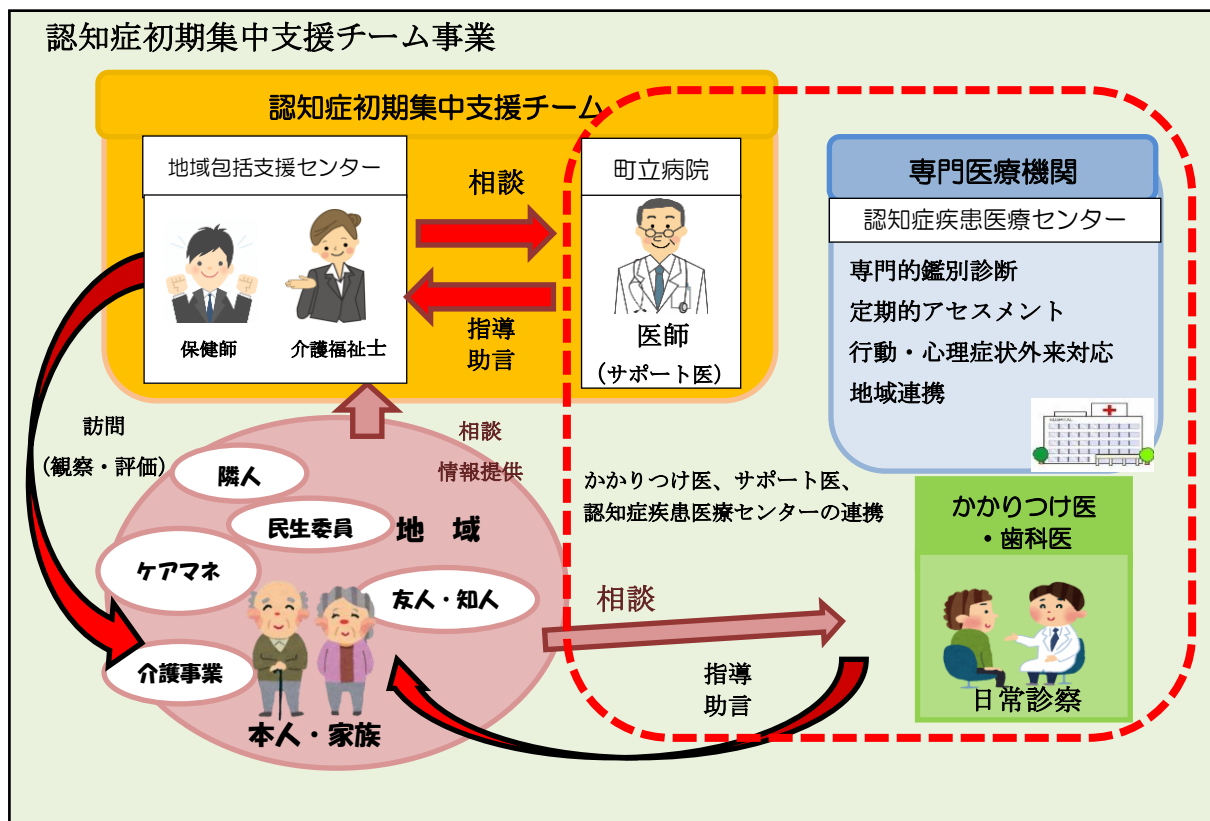 認知症初期集中支援チーム事業
認知症初期集中支援チーム
地域包括支援センター
保健師
介護福祉士
相談
指導
助言
町立病院
医師
（サポート医）
専門医療機関
認知症疾患医療センター
専門的鑑別診断
定期的アセスメント
行動・心理症状外来対応
地域連携
訪問
（観察・評価）
相談
情報提供
隣人
民生委員
地　域
ケアマネ
友人・知人
介護事業
本人・家族
かかりつけ医、サポート医、
認知症疾患医療センターの連携
相談
指導
助言
かかりつけ医
・歯科医
日常診察